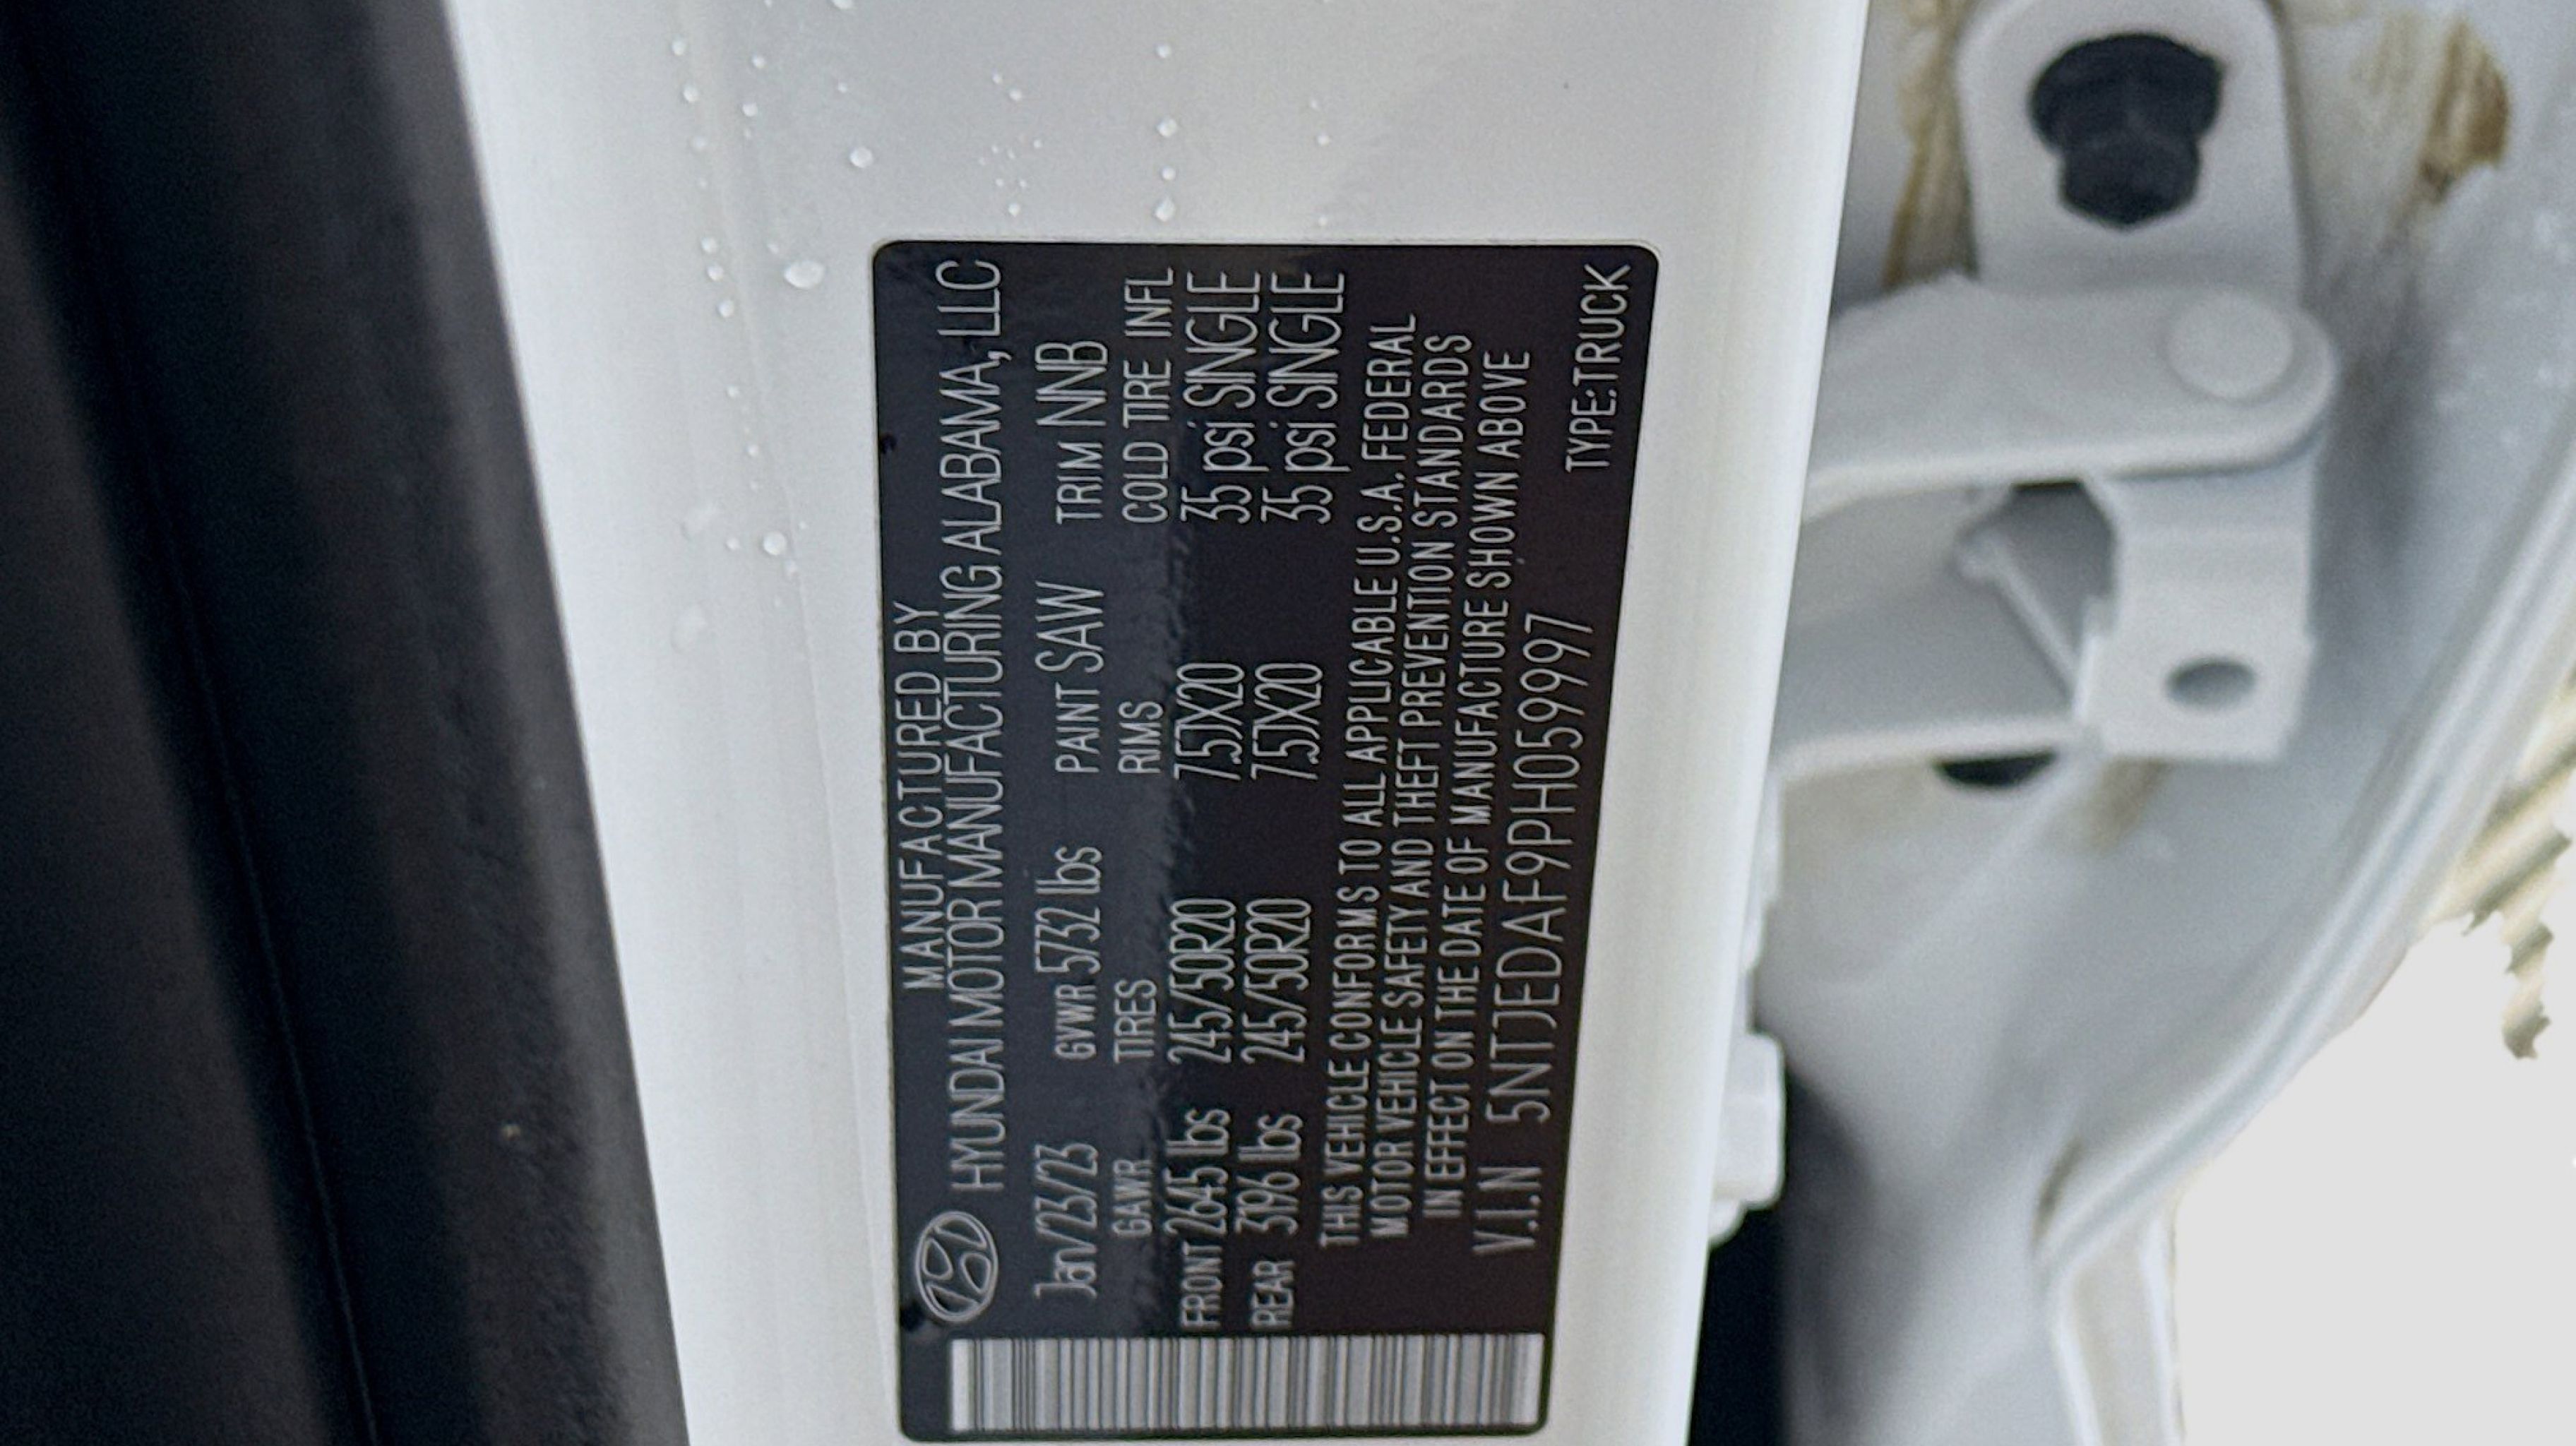 MANUFACTURED BY
HYUNDAI MOTOR MANUFACTURING ALABAMA, LLC
Jan/23/23 GVWR 5732 lbs PAINT SAW TRIM NNB
GAWR TIRES RIMS COLD TIRE INFL
FRONT 2645 lbs 245/50R20 7.5JX20 35 psi SINGLE
REAR 3196 lbs 245/50R20 7.5JX20 35 psi SINGLE
THIS VEHICLE CONFORMS TO ALL APPLICABLE U.S.A. FEDERAL
MOTOR VEHICLE SAFETY AND THEFT PREVENTION STANDARDS
IN EFFECT ON THE DATE OF MANUFACTURE SHOWN ABOVE
V.I.N 5NTJEDAF9PH059997
TYPE:TRUCK